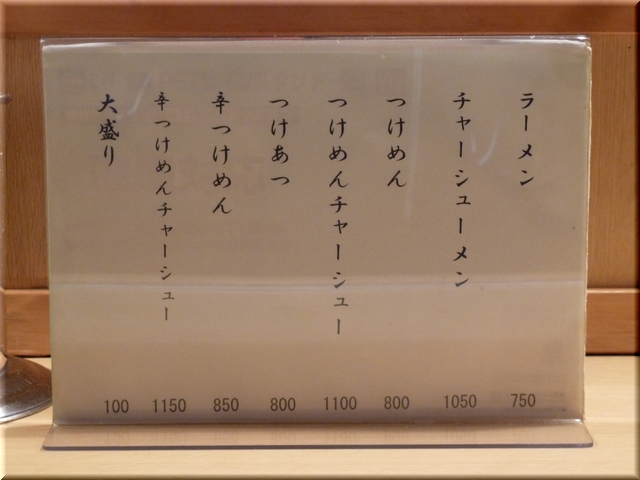 ラーメン 750
チャーシューメン 1050
つけめん 800
つけめんチャーシュー 1100
つけあつ 800
辛つけめん 850
辛つけめんチャーシュー 1150
大盛り 100